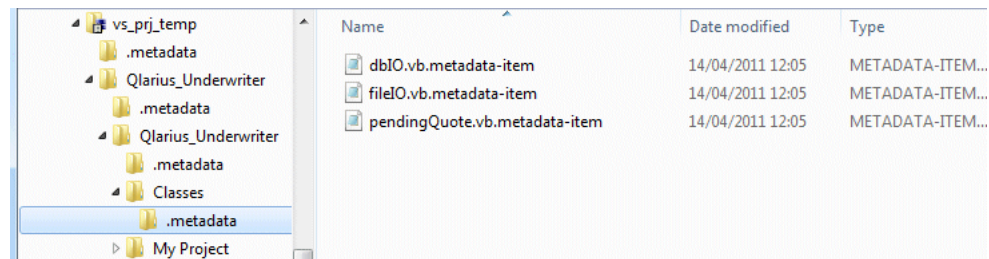 vs_prj_temp
.metadata
Qlarius_Underwriter
.metadata
Qlarius_Underwriter
.metadata
Classes
.metadata
My Project
Name Date modified Type
dbIO.vb.metadata-item 14/04/2011 12:05 METADATA-ITEM...
fileIO.vb.metadata-item 14/04/2011 12:05 METADATA-ITEM...
pendingQuote.vb.metadata-item 14/04/2011 12:05 METADATA-ITEM...